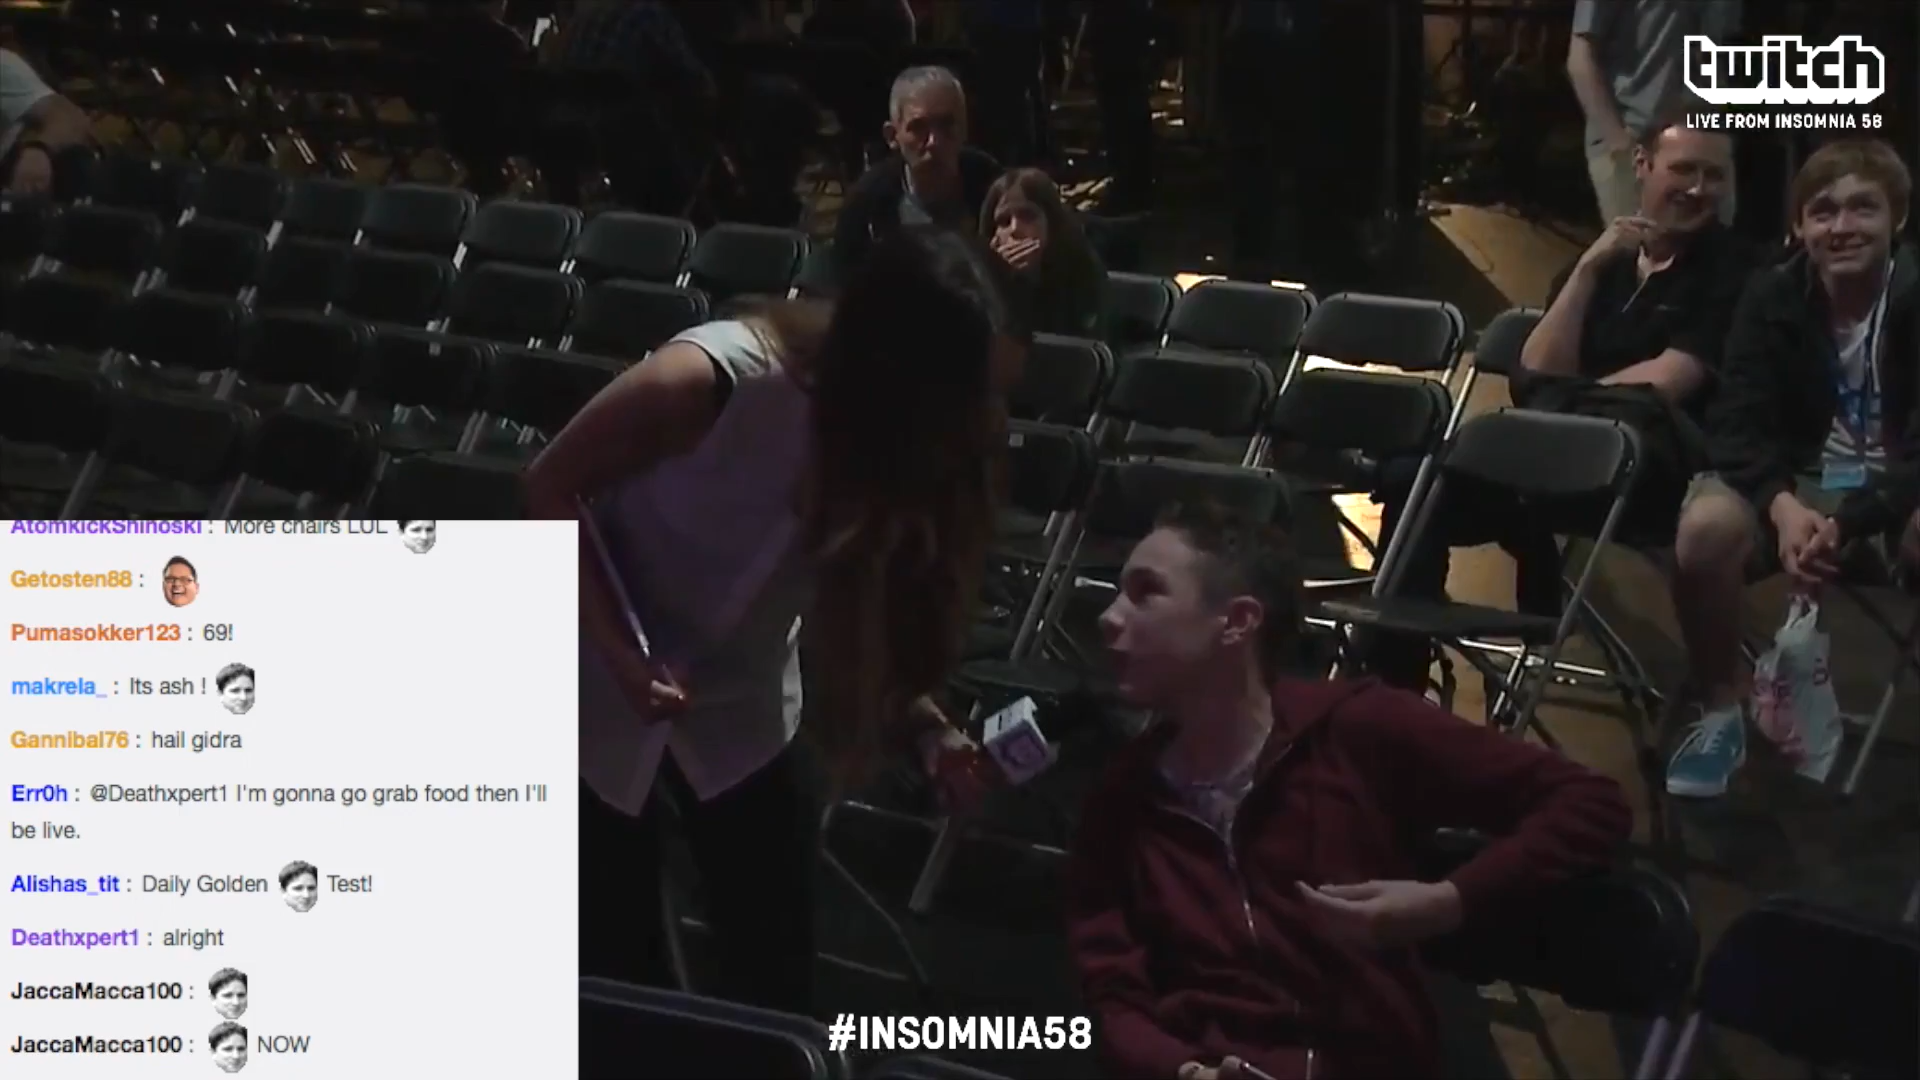 twitch
LIVE FROM INSOMNIA 58
AtomkickShinoski : More chairs LUL
Getosten88 :
Pumasokker123 : 69!
makrela_ : Its ash !
Gannibal76 : hail gidra
Err0h : @Deathxpert1 I'm gonna go grab food then I'll
be live.
Alishas_tit : Daily Golden Test!
Deathxpert1 : alright
JaccaMacca100 :
JaccaMacca100 : NOW
#INSOMNIA58